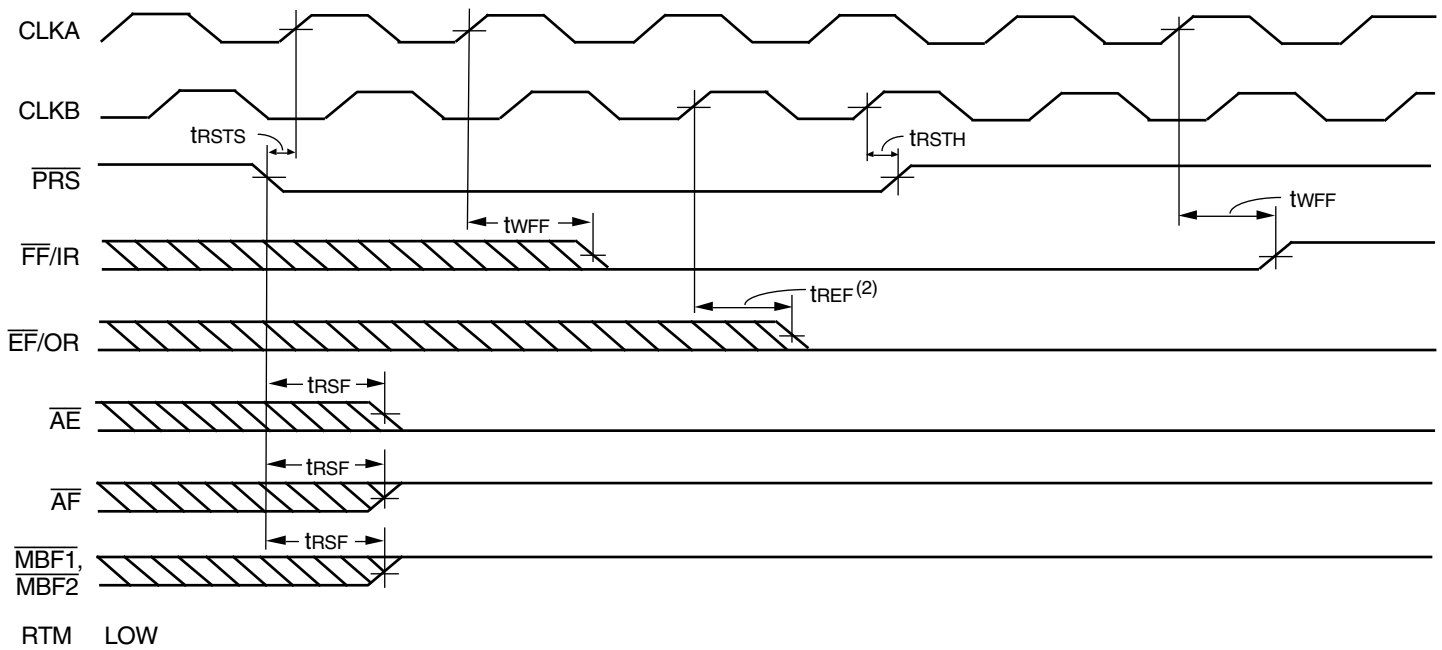 CLKA
CLKB
tRSTS
tRSTH
PRS
tWFF
tWFF
FF/IR
tREF(2)
EF/OR
tRSF
AE
tRSF
AF
tRSF
MBF1,
MBF2
RTM LOW